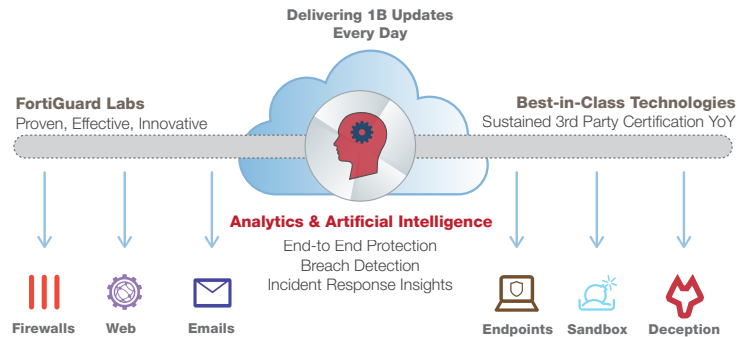 Delivering 1B Updates
Every Day
FortiGuard Labs
Proven, Effective, Innovative
Best-in-Class Technologies
Sustained 3rd Party Certification YoY
Analytics & Artificial Intelligence
End-to End Protection
Breach Detection
Incident Response Insights
Firewalls
Web
Emails
Endpoints
Sandbox
Deception